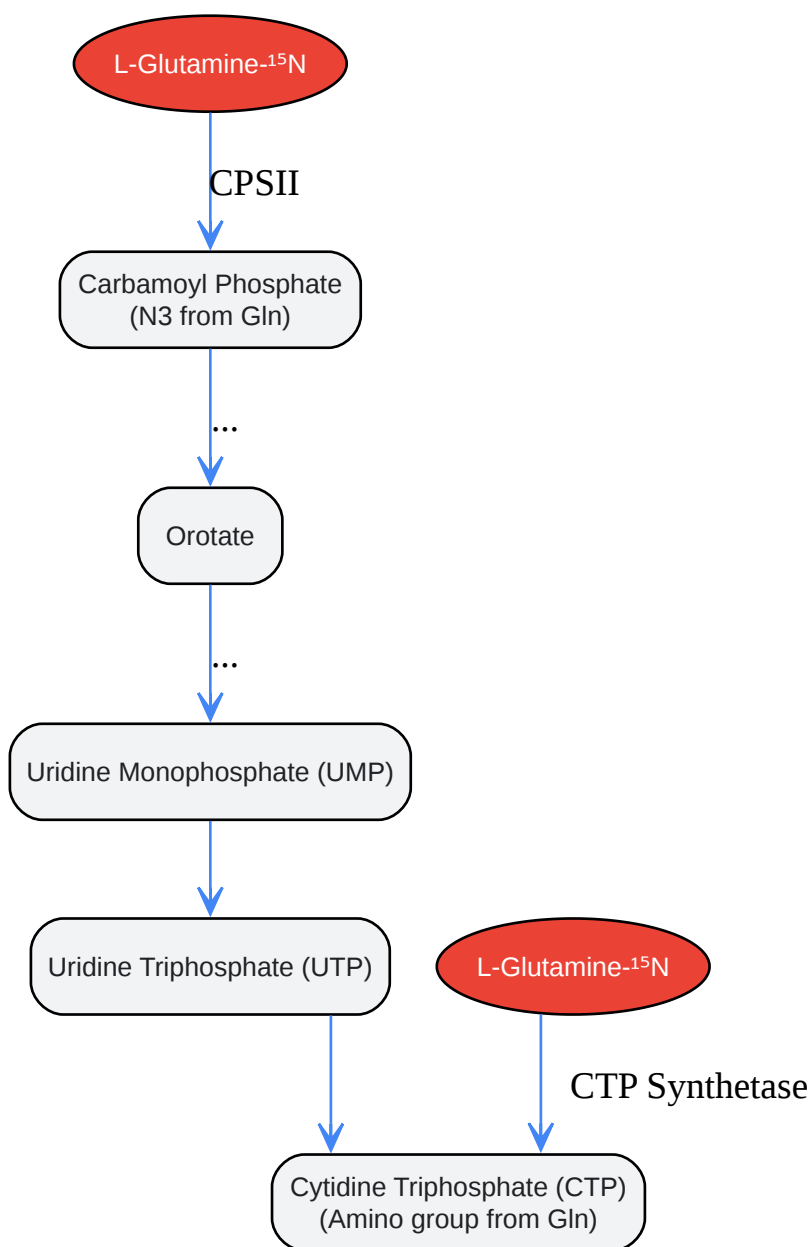 L-Glutamine-¹⁵N
CPSII
Carbamoyl Phosphate
(N3 from Gln)
...
Orotate
...
Uridine Monophosphate (UMP)
Uridine Triphosphate (UTP)
L-Glutamine-¹⁵N
CTP Synthetase
Cytidine Triphosphate (CTP)
(Amino group from Gln)